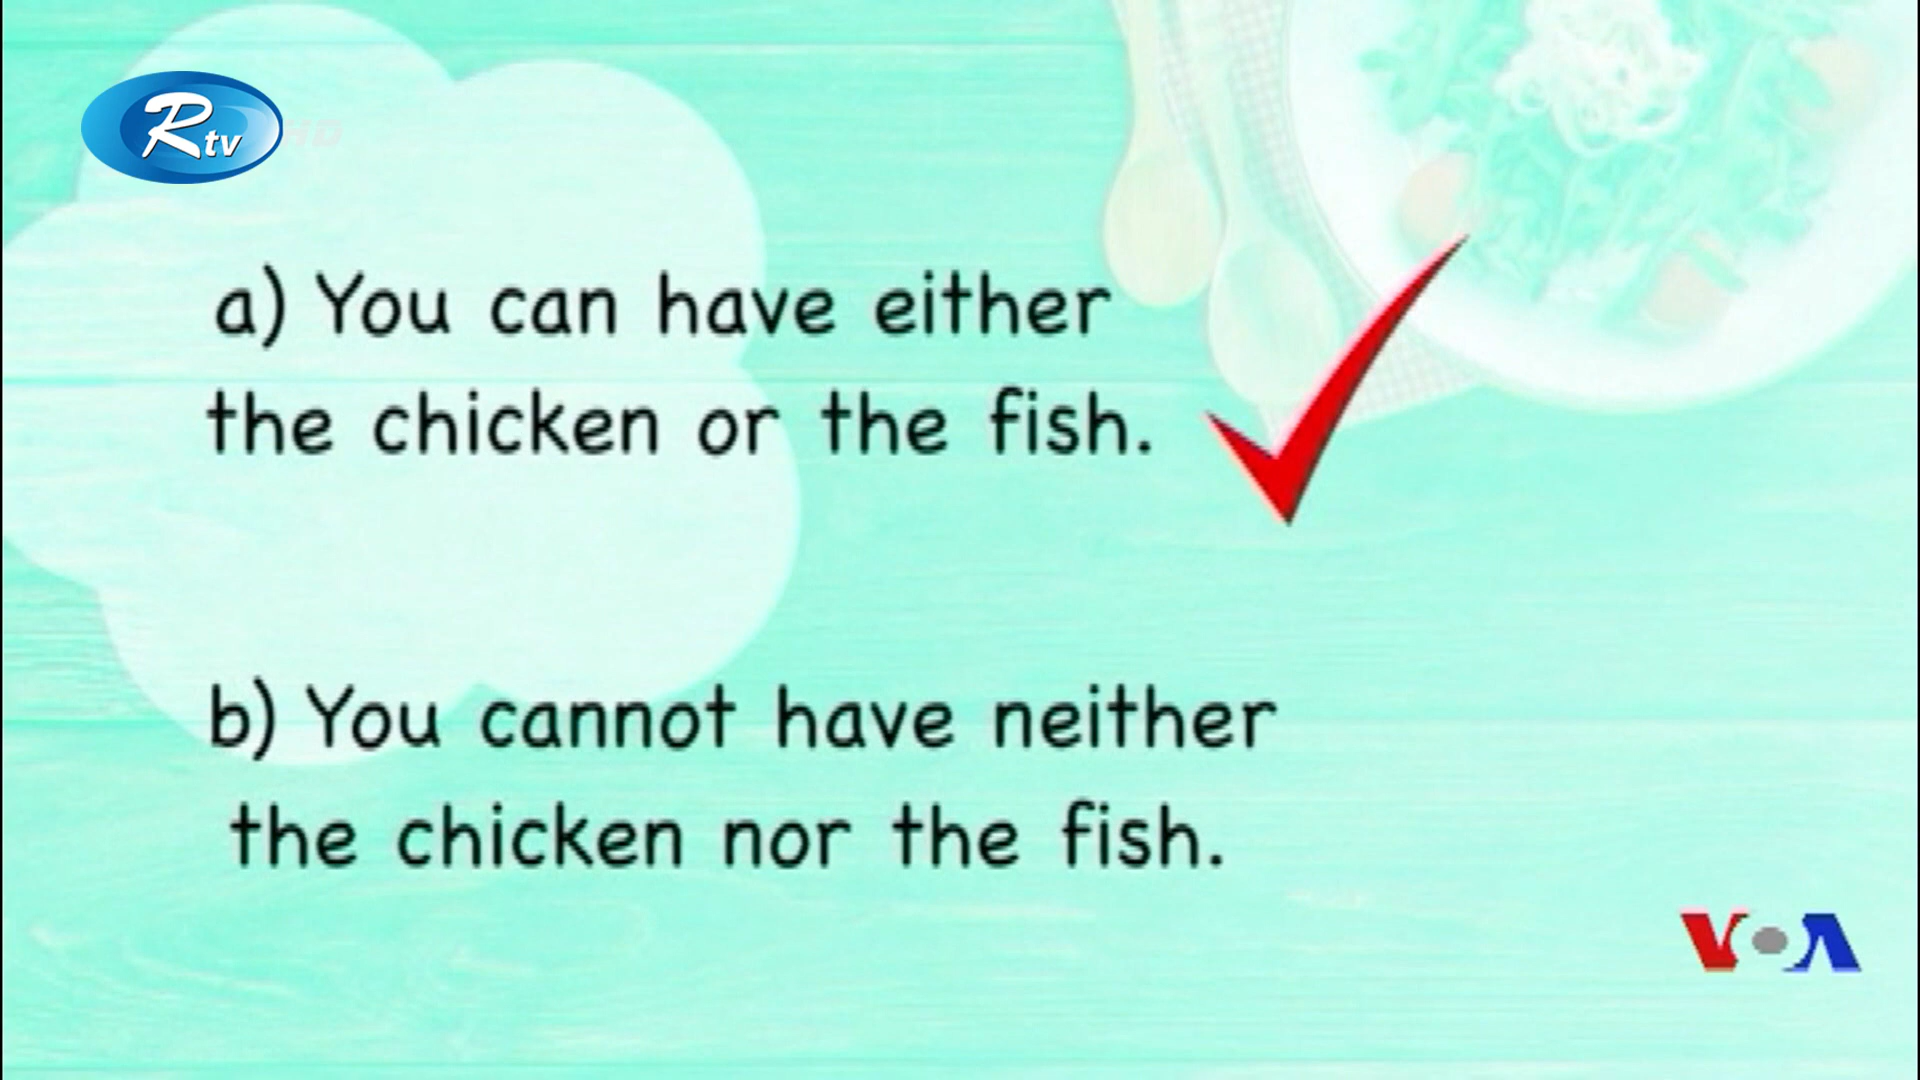 Rtv HD
a) You can have either
the chicken or the fish.
b) You cannot have neither
the chicken nor the fish.
VOA